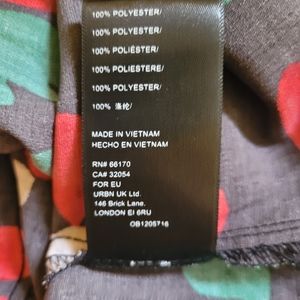 100% POLYESTER/
100% POLYESTER/
100% POLIÉSTER/
100% POLIESTERE/
100% POLYESTER/
100% 涤纶/
MADE IN VIETNAM
HECHO EN VIETNAM
RN# 66170
CA# 32054
FOR EU
URBN UK Ltd.
146 Brick Lane.
LONDON EI 6RU
OB1205716